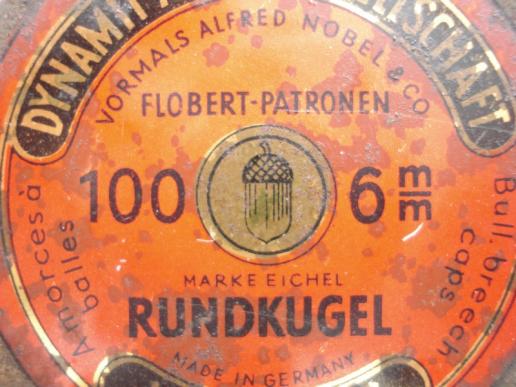 DYNAMIT
VORMALS ALFRED NOBEL & CO
FLOBERT-PATRONEN
100 6 m/m
Amorces à
balles
Bull. breech
caps
MARKE EICHEL
RUNDKUGEL
MADE IN GERMANY